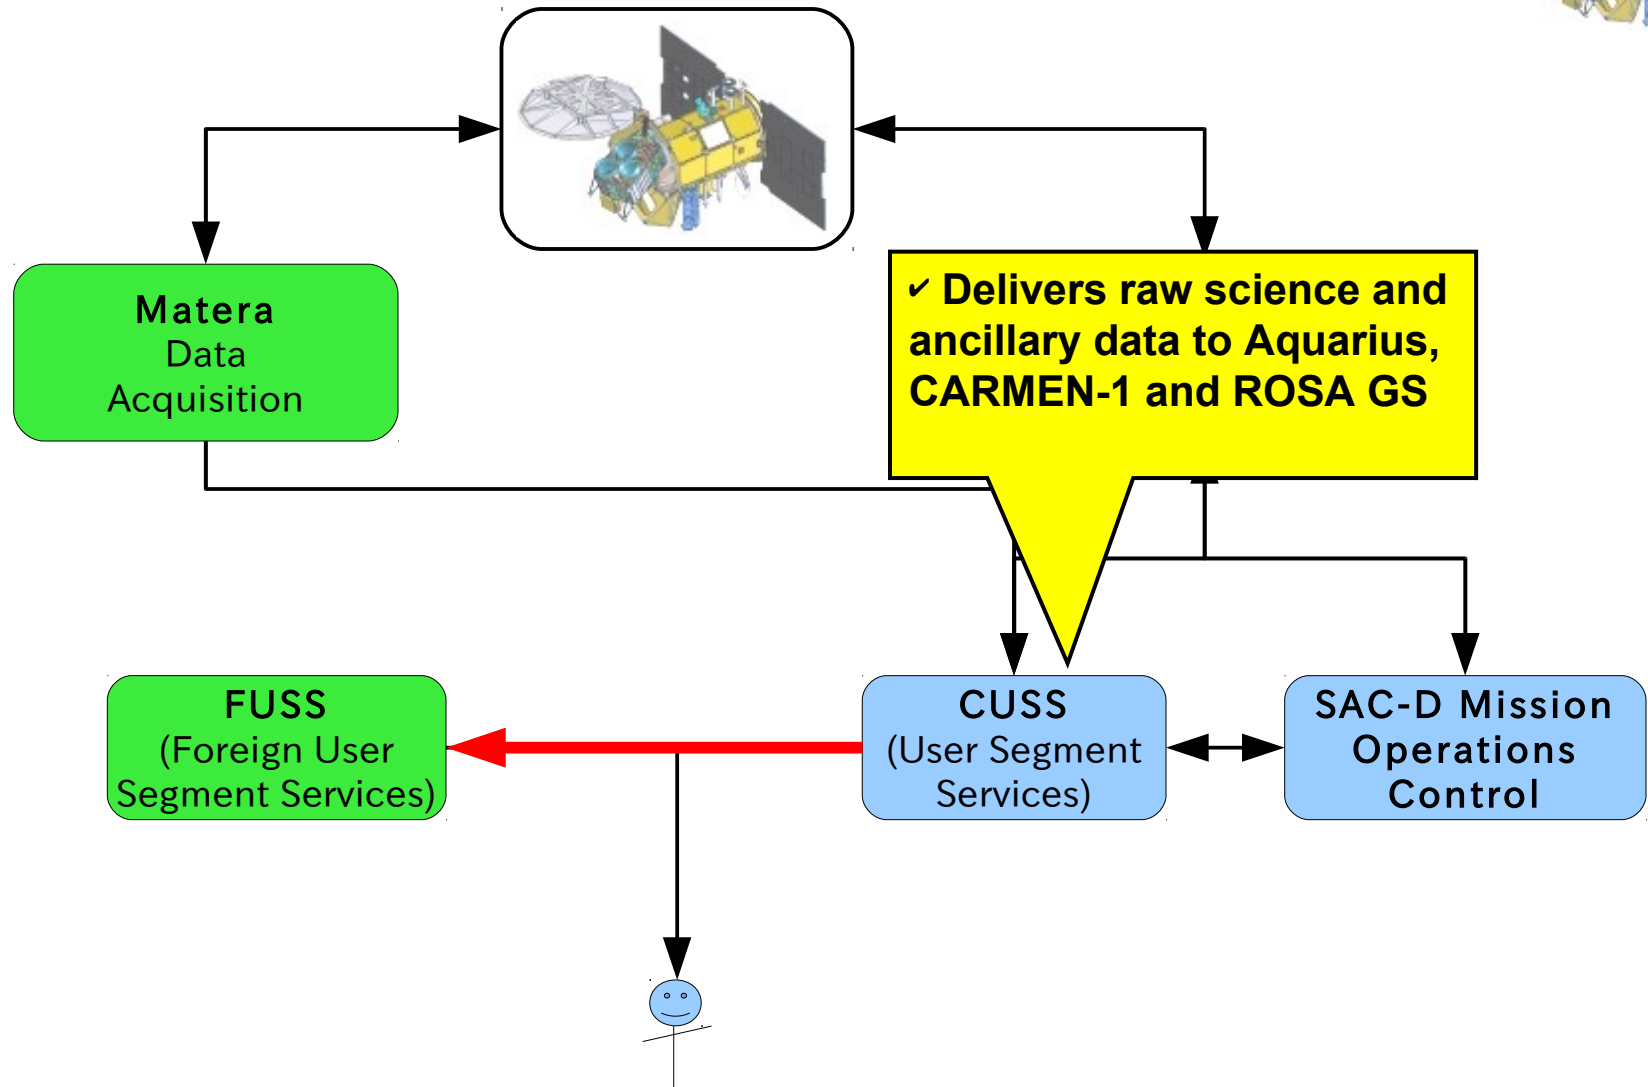 Matera
Data
Acquisition
✔ Delivers raw science and
ancillary data to Aquarius,
CARMEN-1 and ROSA GS
FUSS
(Foreign User
Segment Services)
CUSS
(User Segment
Services)
SAC-D Mission
Operations
Control